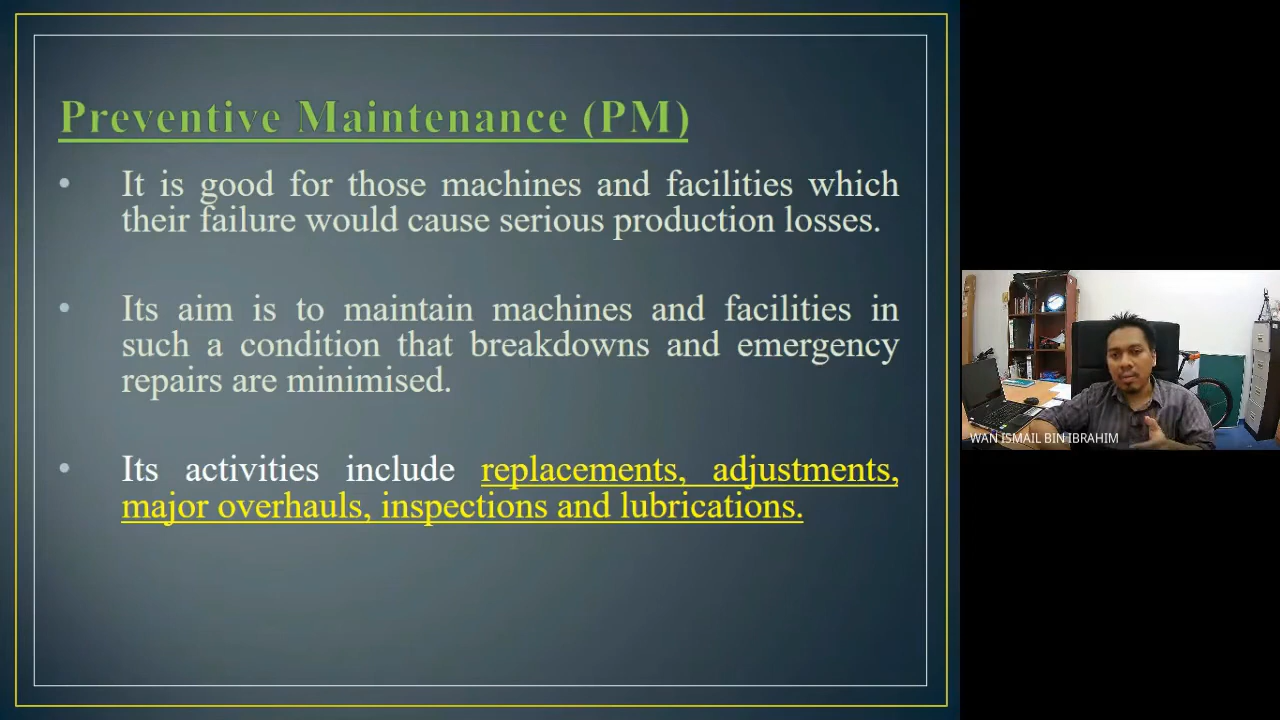 Preventive Maintenance (PM)
• It is good for those machines and facilities which
their failure would cause serious production losses.
• Its aim is to maintain machines and facilities in
such a condition that breakdowns and emergency
repairs are minimised.
• Its activities include replacements, adjustments,
major overhauls, inspections and lubrications.
WAN ISMAIL BIN IBRAHIM